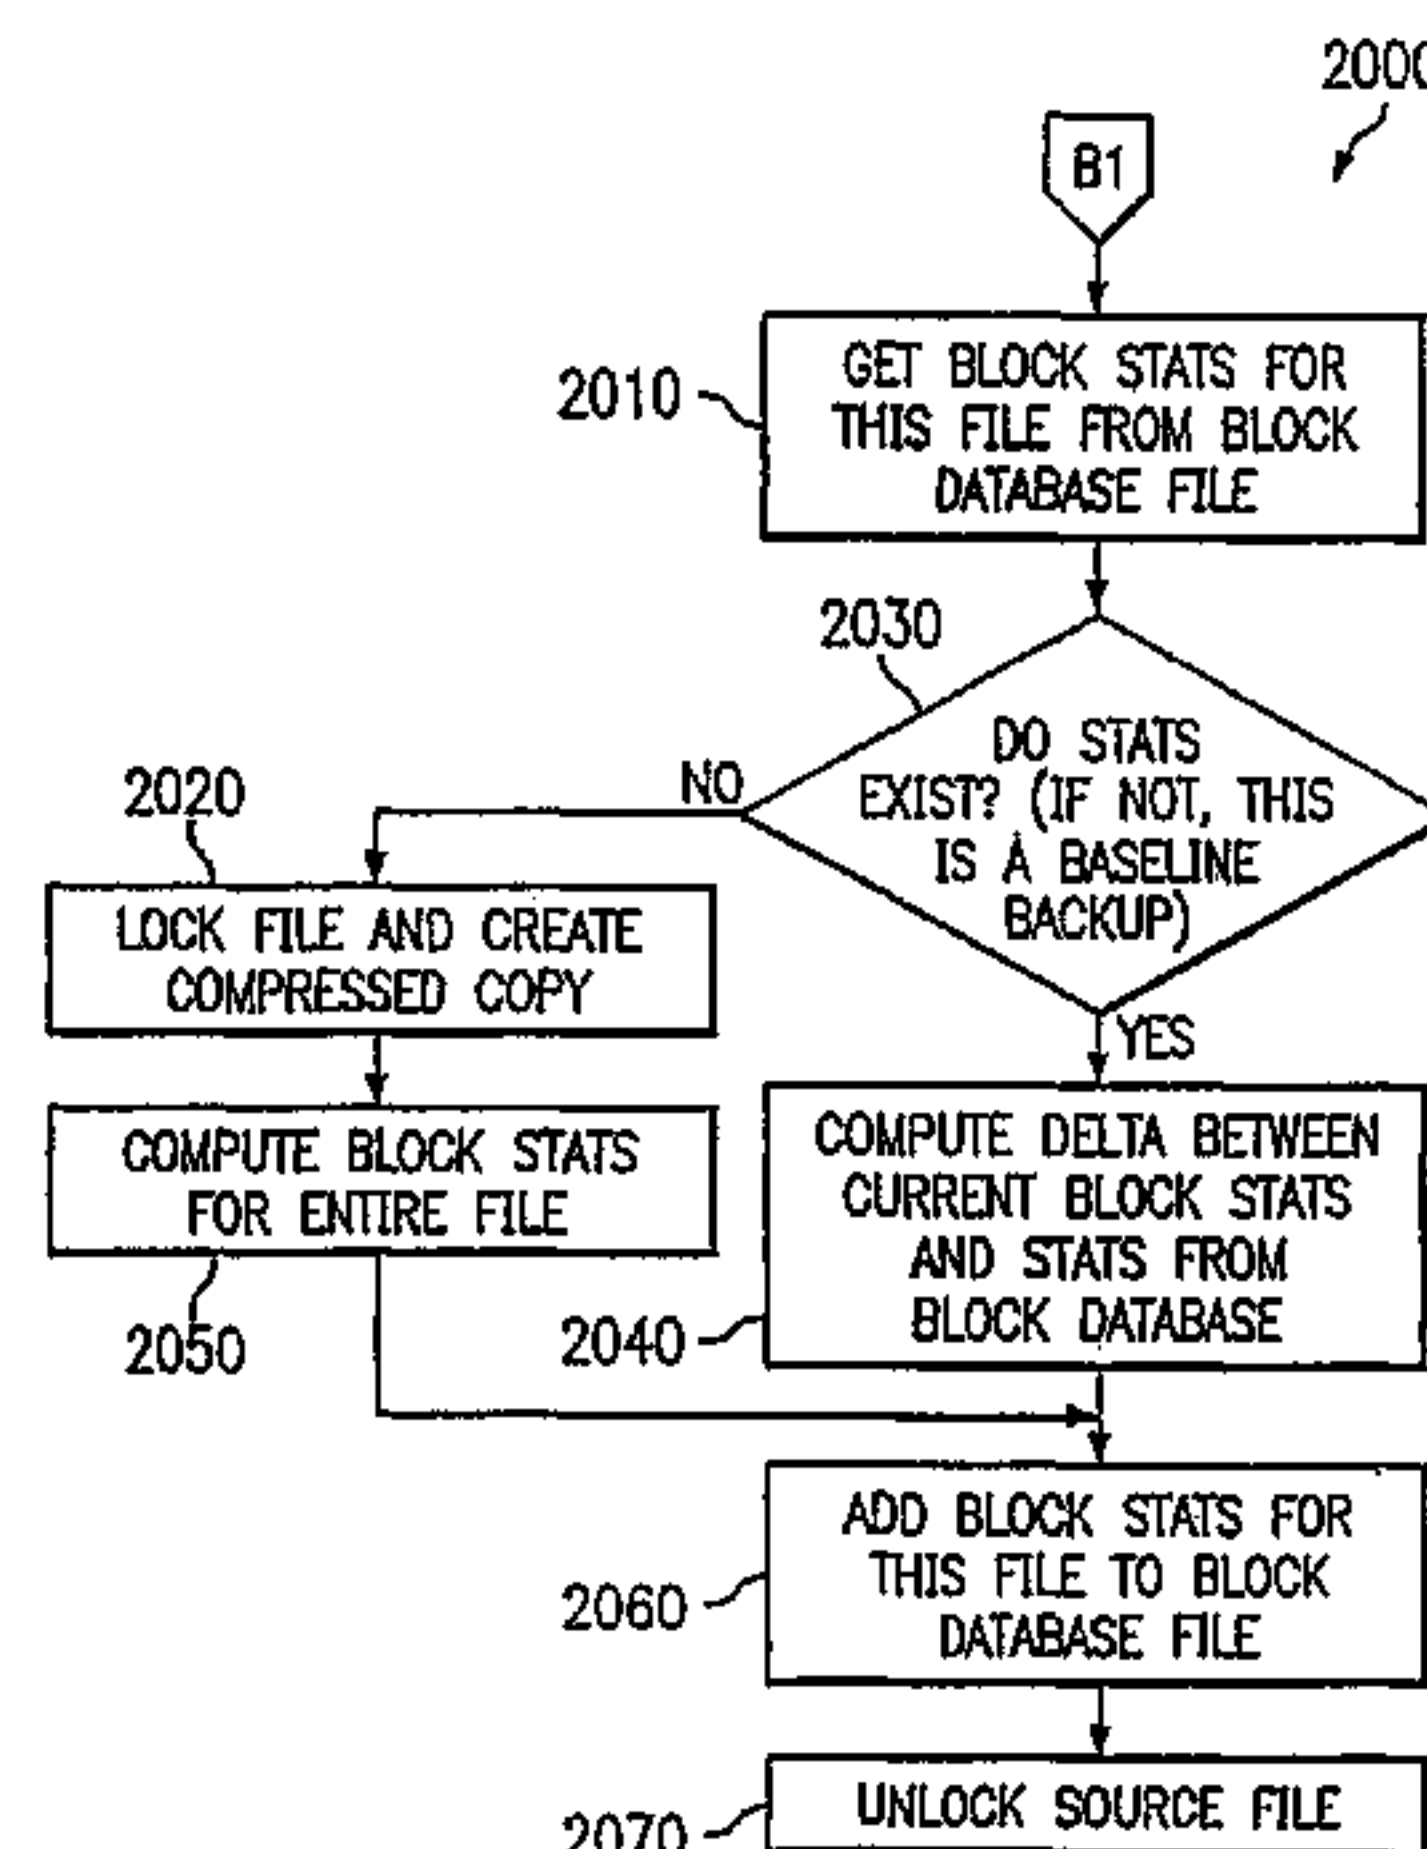 2000
B1
2010
GET BLOCK STATS FOR
THIS FILE FROM BLOCK
DATABASE FILE
2030
DO STATS
EXIST? (IF NOT, THIS
IS A BASELINE
BACKUP)
NO
YES
2020
LOCK FILE AND CREATE
COMPRESSED COPY
COMPUTE BLOCK STATS
FOR ENTIRE FILE
2050
COMPUTE DELTA BETWEEN
CURRENT BLOCK STATS
AND STATS FROM
BLOCK DATABASE
2040
ADD BLOCK STATS FOR
THIS FILE TO BLOCK
DATABASE FILE
2060
UNLOCK SOURCE FILE
2070